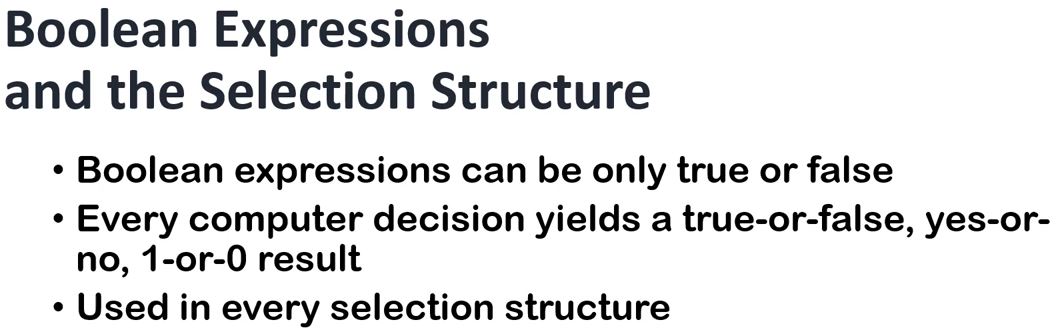 Boolean Expressions
and the Selection Structure
• Boolean expressions can be only true or false
• Every computer decision yields a true-or-false, yes-or-
no, 1-or-0 result
• Used in every selection structure